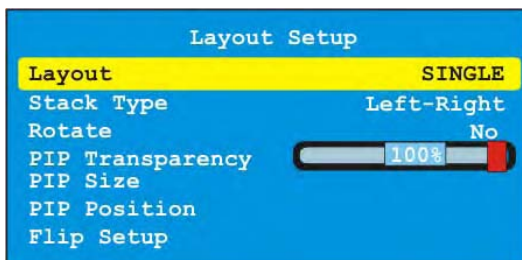 Layout Setup
Layout SINGLE
Stack Type Left-Right
Rotate No
PIP Transparency 100%
PIP Size
PIP Position
Flip Setup